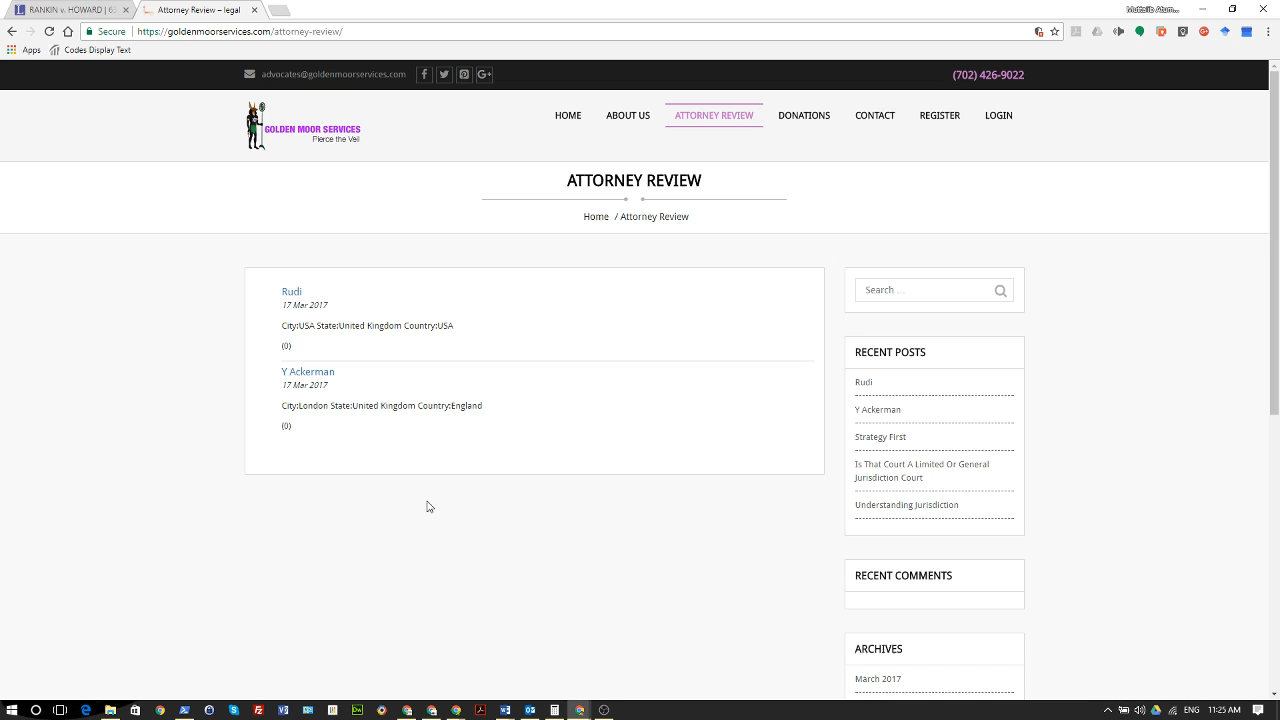 RANKIN v. HOWARD | 63
Attorney Review – legal
Secure
https://goldenmoorservices.com/attorney-review/
Apps
Codes Display Text
advocates@goldenmoorservices.com
(702) 426-9022
GOLDEN MOOR SERVICES
Pierce the Veil
HOME
ABOUT US
ATTORNEY REVIEW
DONATIONS
CONTACT
REGISTER
LOGIN
ATTORNEY REVIEW
Home / Attorney Review
Rudi
17 Mar 2017
City:USA State:United Kingdom Country:USA
(0)
Y Ackerman
17 Mar 2017
City:London State:United Kingdom Country:England
(0)
Search …
RECENT POSTS
Rudi
Y Ackerman
Strategy First
Is That Court A Limited Or General
Jurisdiction Court
Understanding Jurisdiction
RECENT COMMENTS
ARCHIVES
March 2017
ENG
11:25 AM